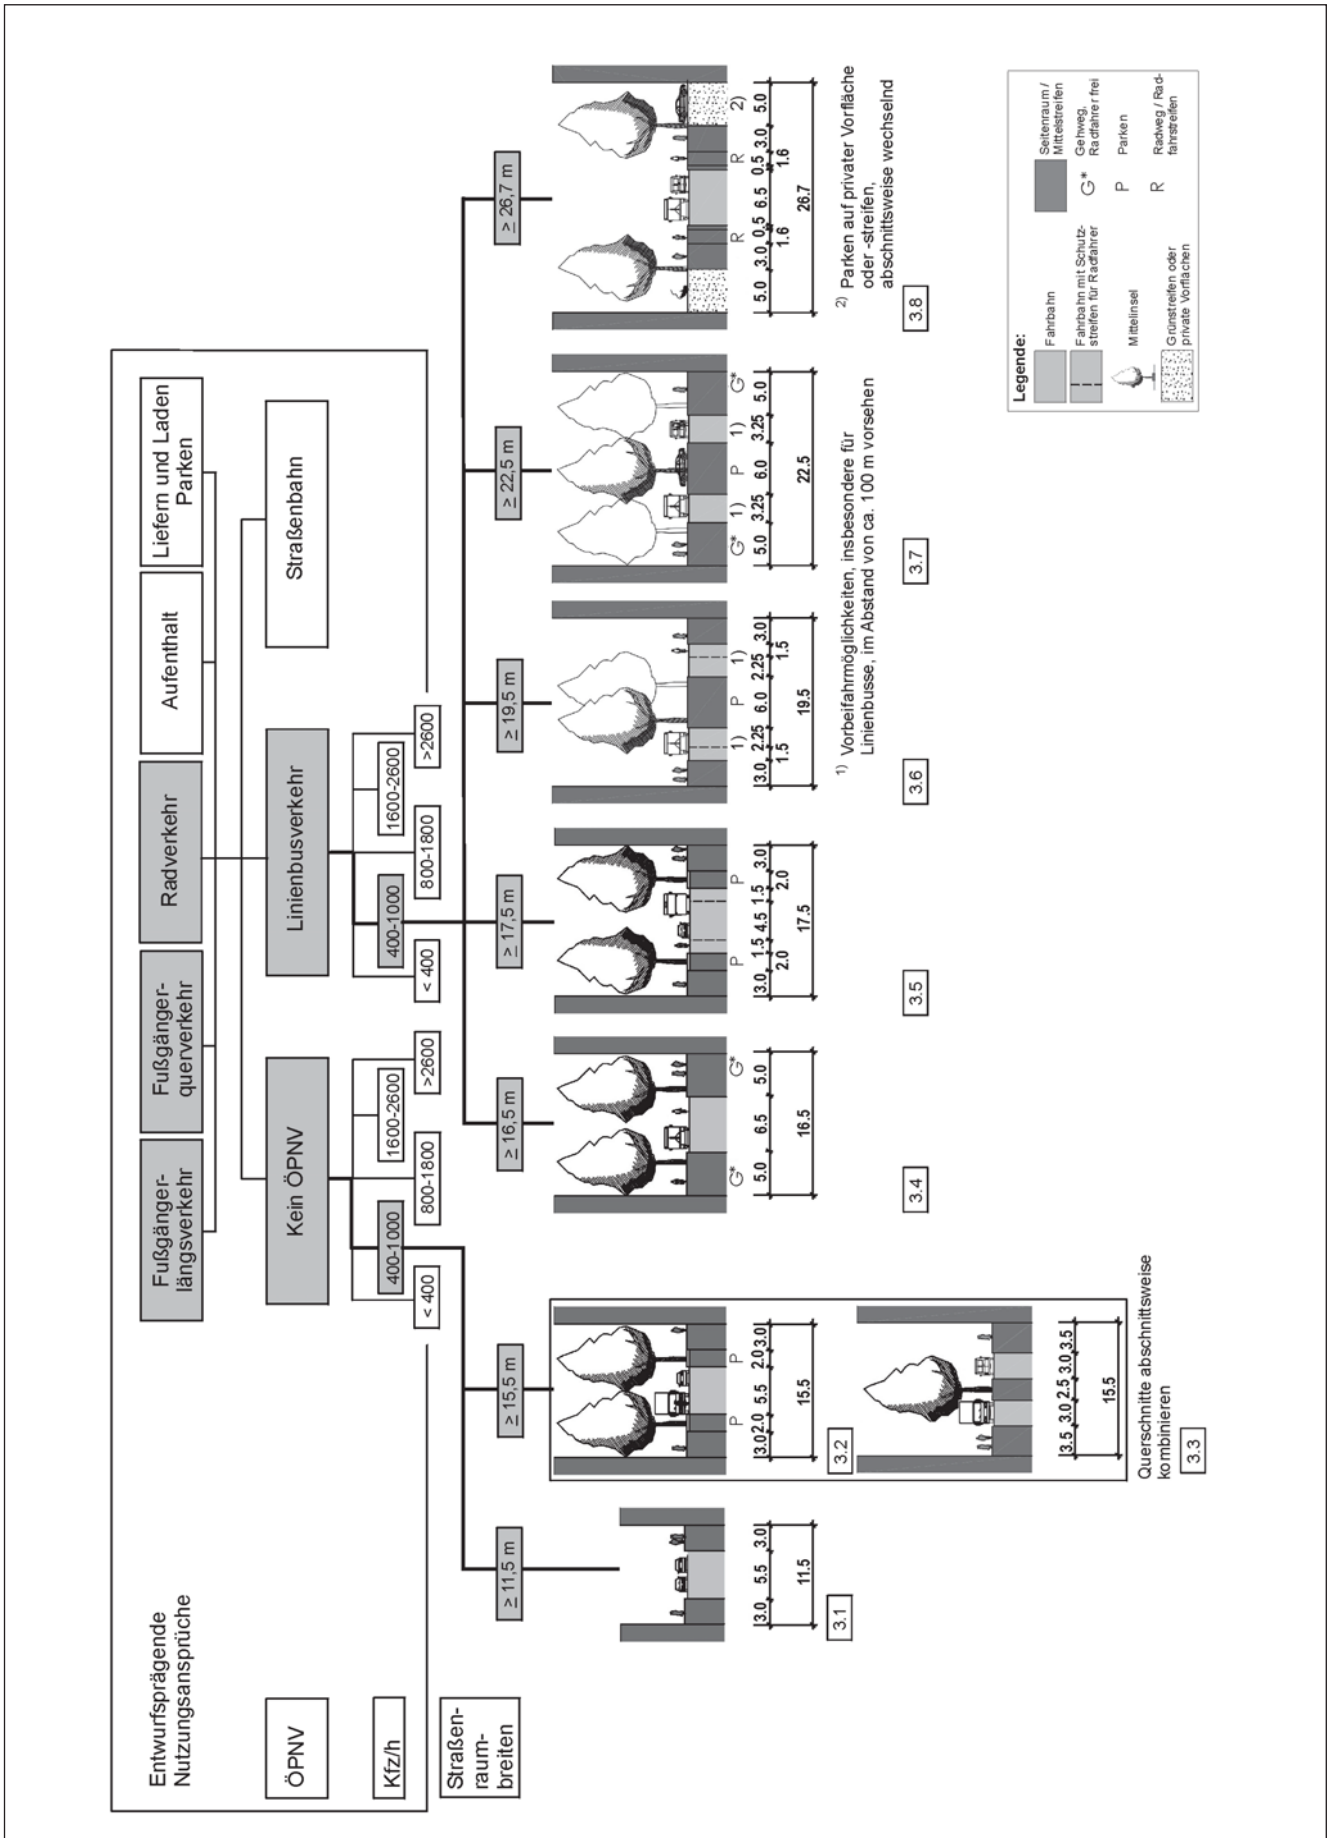 Entwurfsprägende
Nutzungsansprüche
Fußgänger-
längsverkehr
Fußgänger-
querverkehr
Radverkehr
Aufenthalt
Liefern und Laden
Parken
ÖPNV
Kein ÖPNV
Linienbusverkehr
Straßenbahn
Kfz/h
< 400
400-1000
800-1800
1600-2600
>2600
< 400
400-1000
800-1800
1600-2600
>2600
Straßen-
raum-
breiten
≥ 11,5 m
≥ 15,5 m
≥ 16,5 m
≥ 17,5 m
≥ 19,5 m
≥ 22,5 m
≥ 26,7 m
3.0 5.5 3.0
11.5
3.1
P P
3.0 2.0 5.5 2.0 3.0
15.5
3.2
3.5 3.0 2.5 3.0 3.5
15.5
Querschnitte abschnittsweise
kombinieren
3.3
G* G*
5.0 6.5 5.0
16.5
3.4
P P
3.0 1.5 4.5 1.5 3.0
2.0 2.0
17.5
3.5
1) P 1)
3.0 2.25 6.0 2.25 3.0
1.5 1.5
19.5
1) Vorbeifahrmöglichkeiten, insbesondere für
Linienbusse, im Abstand von ca. 100 m vorsehen
3.6
G* 1) P 1) G*
5.0 3.25 6.0 3.25 5.0
22.5
3.7
R R 2)
5.0 3.0 0.5 6.5 0.5 3.0 5.0
1.6 1.6
26.7
2) Parken auf privater Vorfläche
oder -streifen,
abschnittsweise wechselnd
3.8
Legende:
Fahrbahn
Fahrbahn mit Schutz-
streifen für Radfahrer
Mittelinsel
Grünstreifen oder
private Vorflächen
Seitenraum /
Mittelstreifen
G* Gehweg,
Radfahrer frei
P Parken
R Radweg / Rad-
fahrstreifen